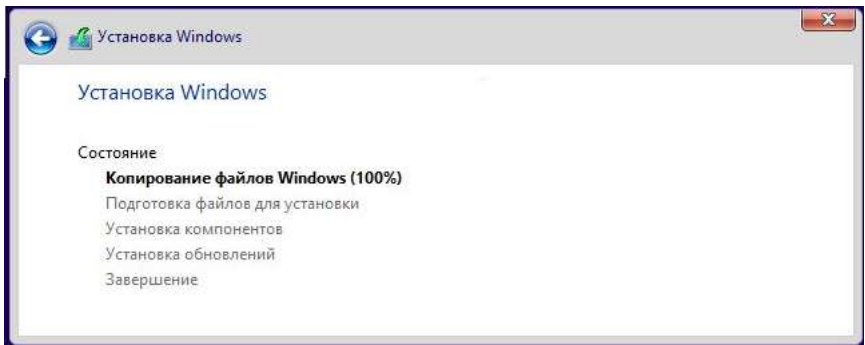 Установка Windows
Установка Windows
Состояние
Копирование файлов Windows (100%)
Подготовка файлов для установки
Установка компонентов
Установка обновлений
Завершение